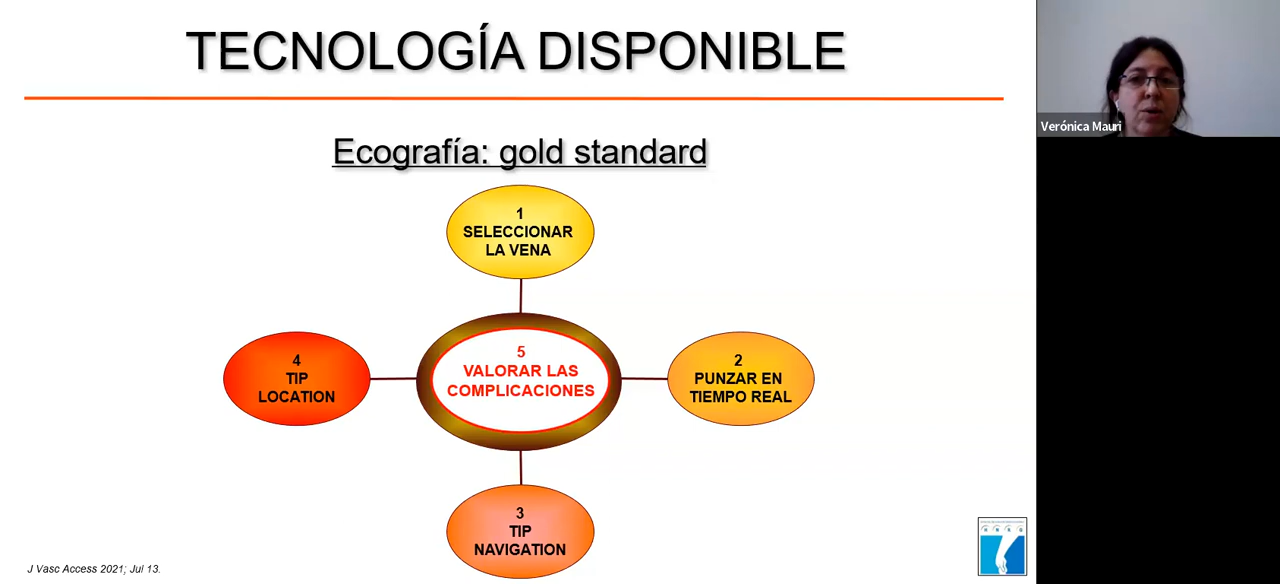 TECNOLOGÍA DISPONIBLE
Verónica Mauri
Ecografía: gold standard
1
SELECCIONAR
LA VENA
4
TIP
LOCATION
5
VALORAR LAS
COMPLICACIONES
2
PUNZAR EN
TIEMPO REAL
3
TIP
NAVIGATION
J Vasc Access 2021; Jul 13.